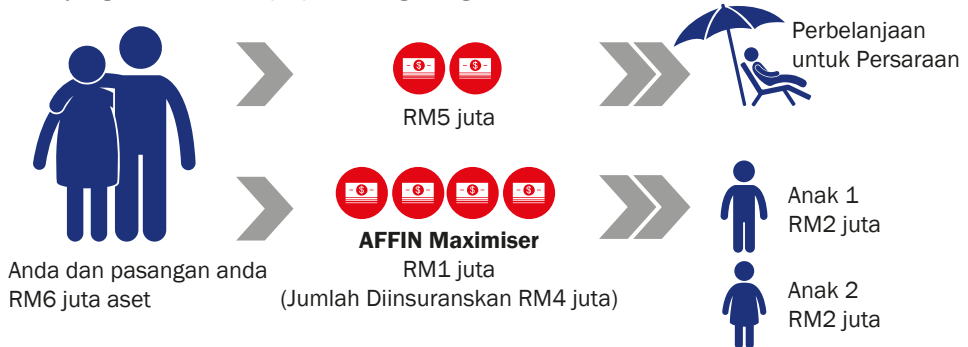 Perbelanjaan
untuk Persaraan
RM5 juta
Anda dan pasangan anda
RM6 juta aset
AFFIN Maximiser
RM1 juta
(Jumlah Diinsuranskan RM4 juta)
Anak 1
RM2 juta
Anak 2
RM2 juta